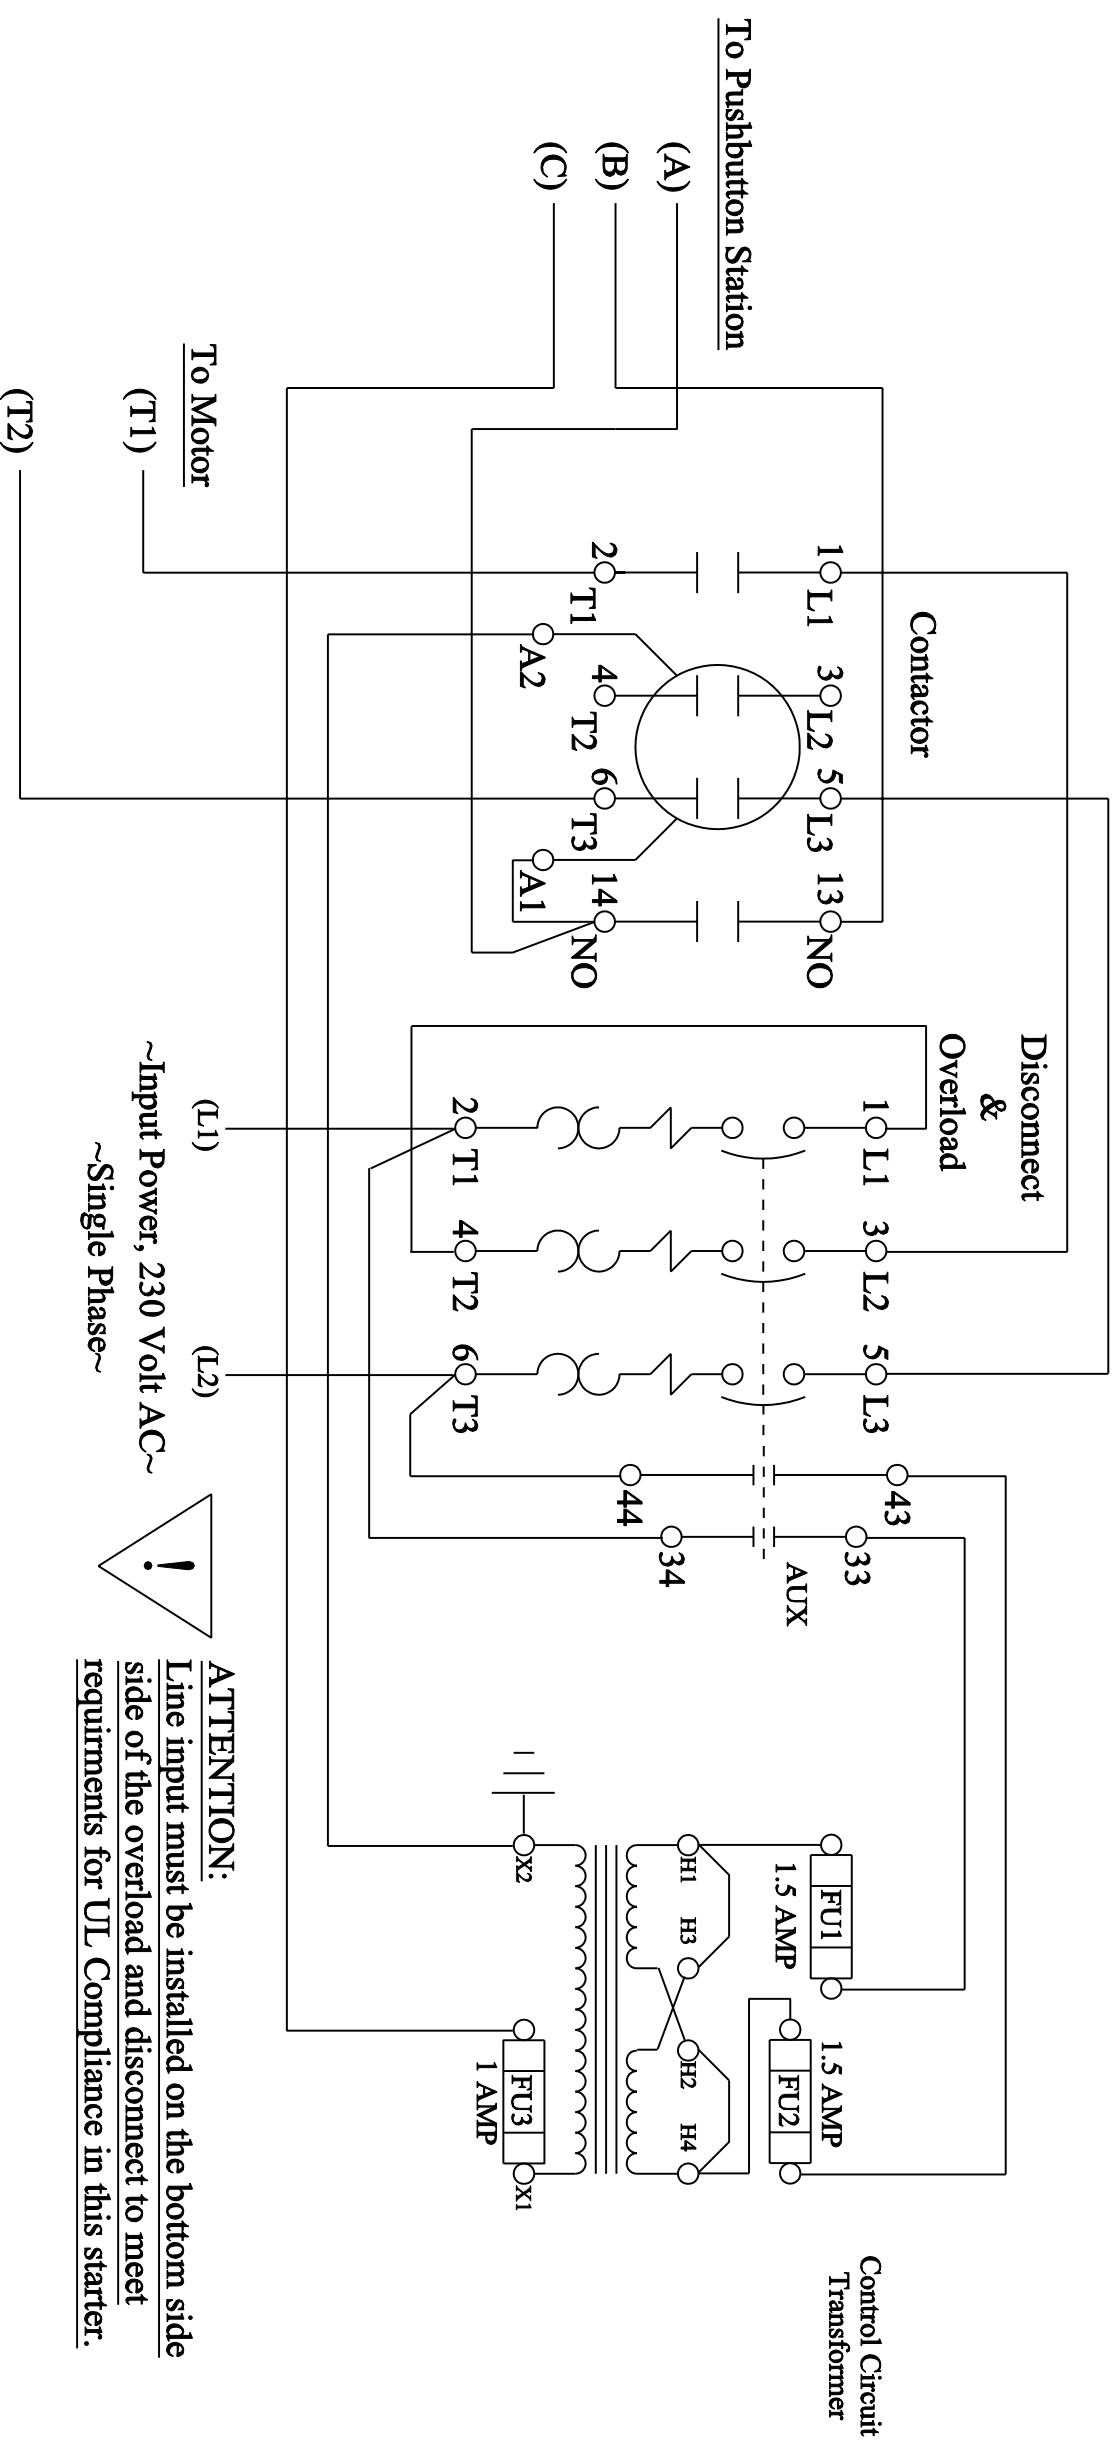 To Pushbutton Station
(A)
(B)
(C)
To Motor
(T1)
(T2)
Contactor
1
L1
3
L2
5
L3
13
NO
2
T1
A2
4
T2
6
T3
A1
14
NO
Disconnect
&
Overload
1
L1
3
L2
5
L3
43
33
AUX
2
T1
4
T2
6
T3
44
34
(L1)
(L2)
~Input Power, 230 Volt AC~
~Single Phase~
Control Circuit
Transformer
FU1
1.5 AMP
1.5 AMP
FU2
H1
H3
H2
H4
X2
FU3
X1
1 AMP
!
ATTENTION:
Line input must be installed on the bottom side
side of the overload and disconnect to meet
requirments for UL Compliance in this starter.